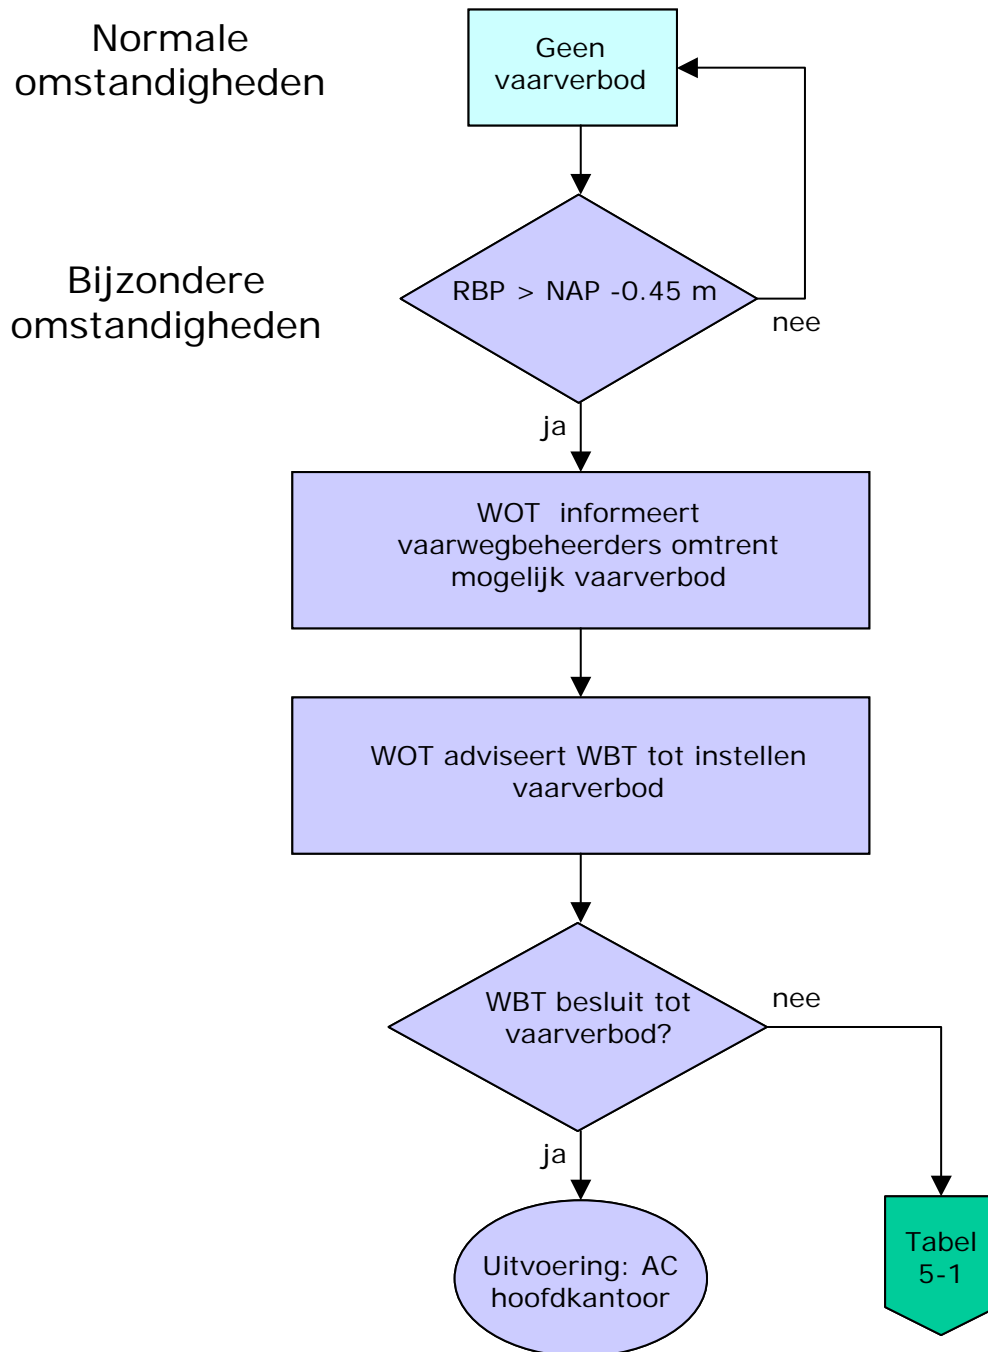 Normale
omstandigheden
Geen
vaarverbod
Bijzondere
omstandigheden
RBP > NAP -0.45 m
nee
ja
WOT informeert
vaarwegbeheerders omtrent
mogelijk vaarverbod
WOT adviseert WBT tot instellen
vaarverbod
WBT besluit tot
vaarverbod?
nee
ja
Uitvoering: AC
hoofdkantoor
Tabel
5-1